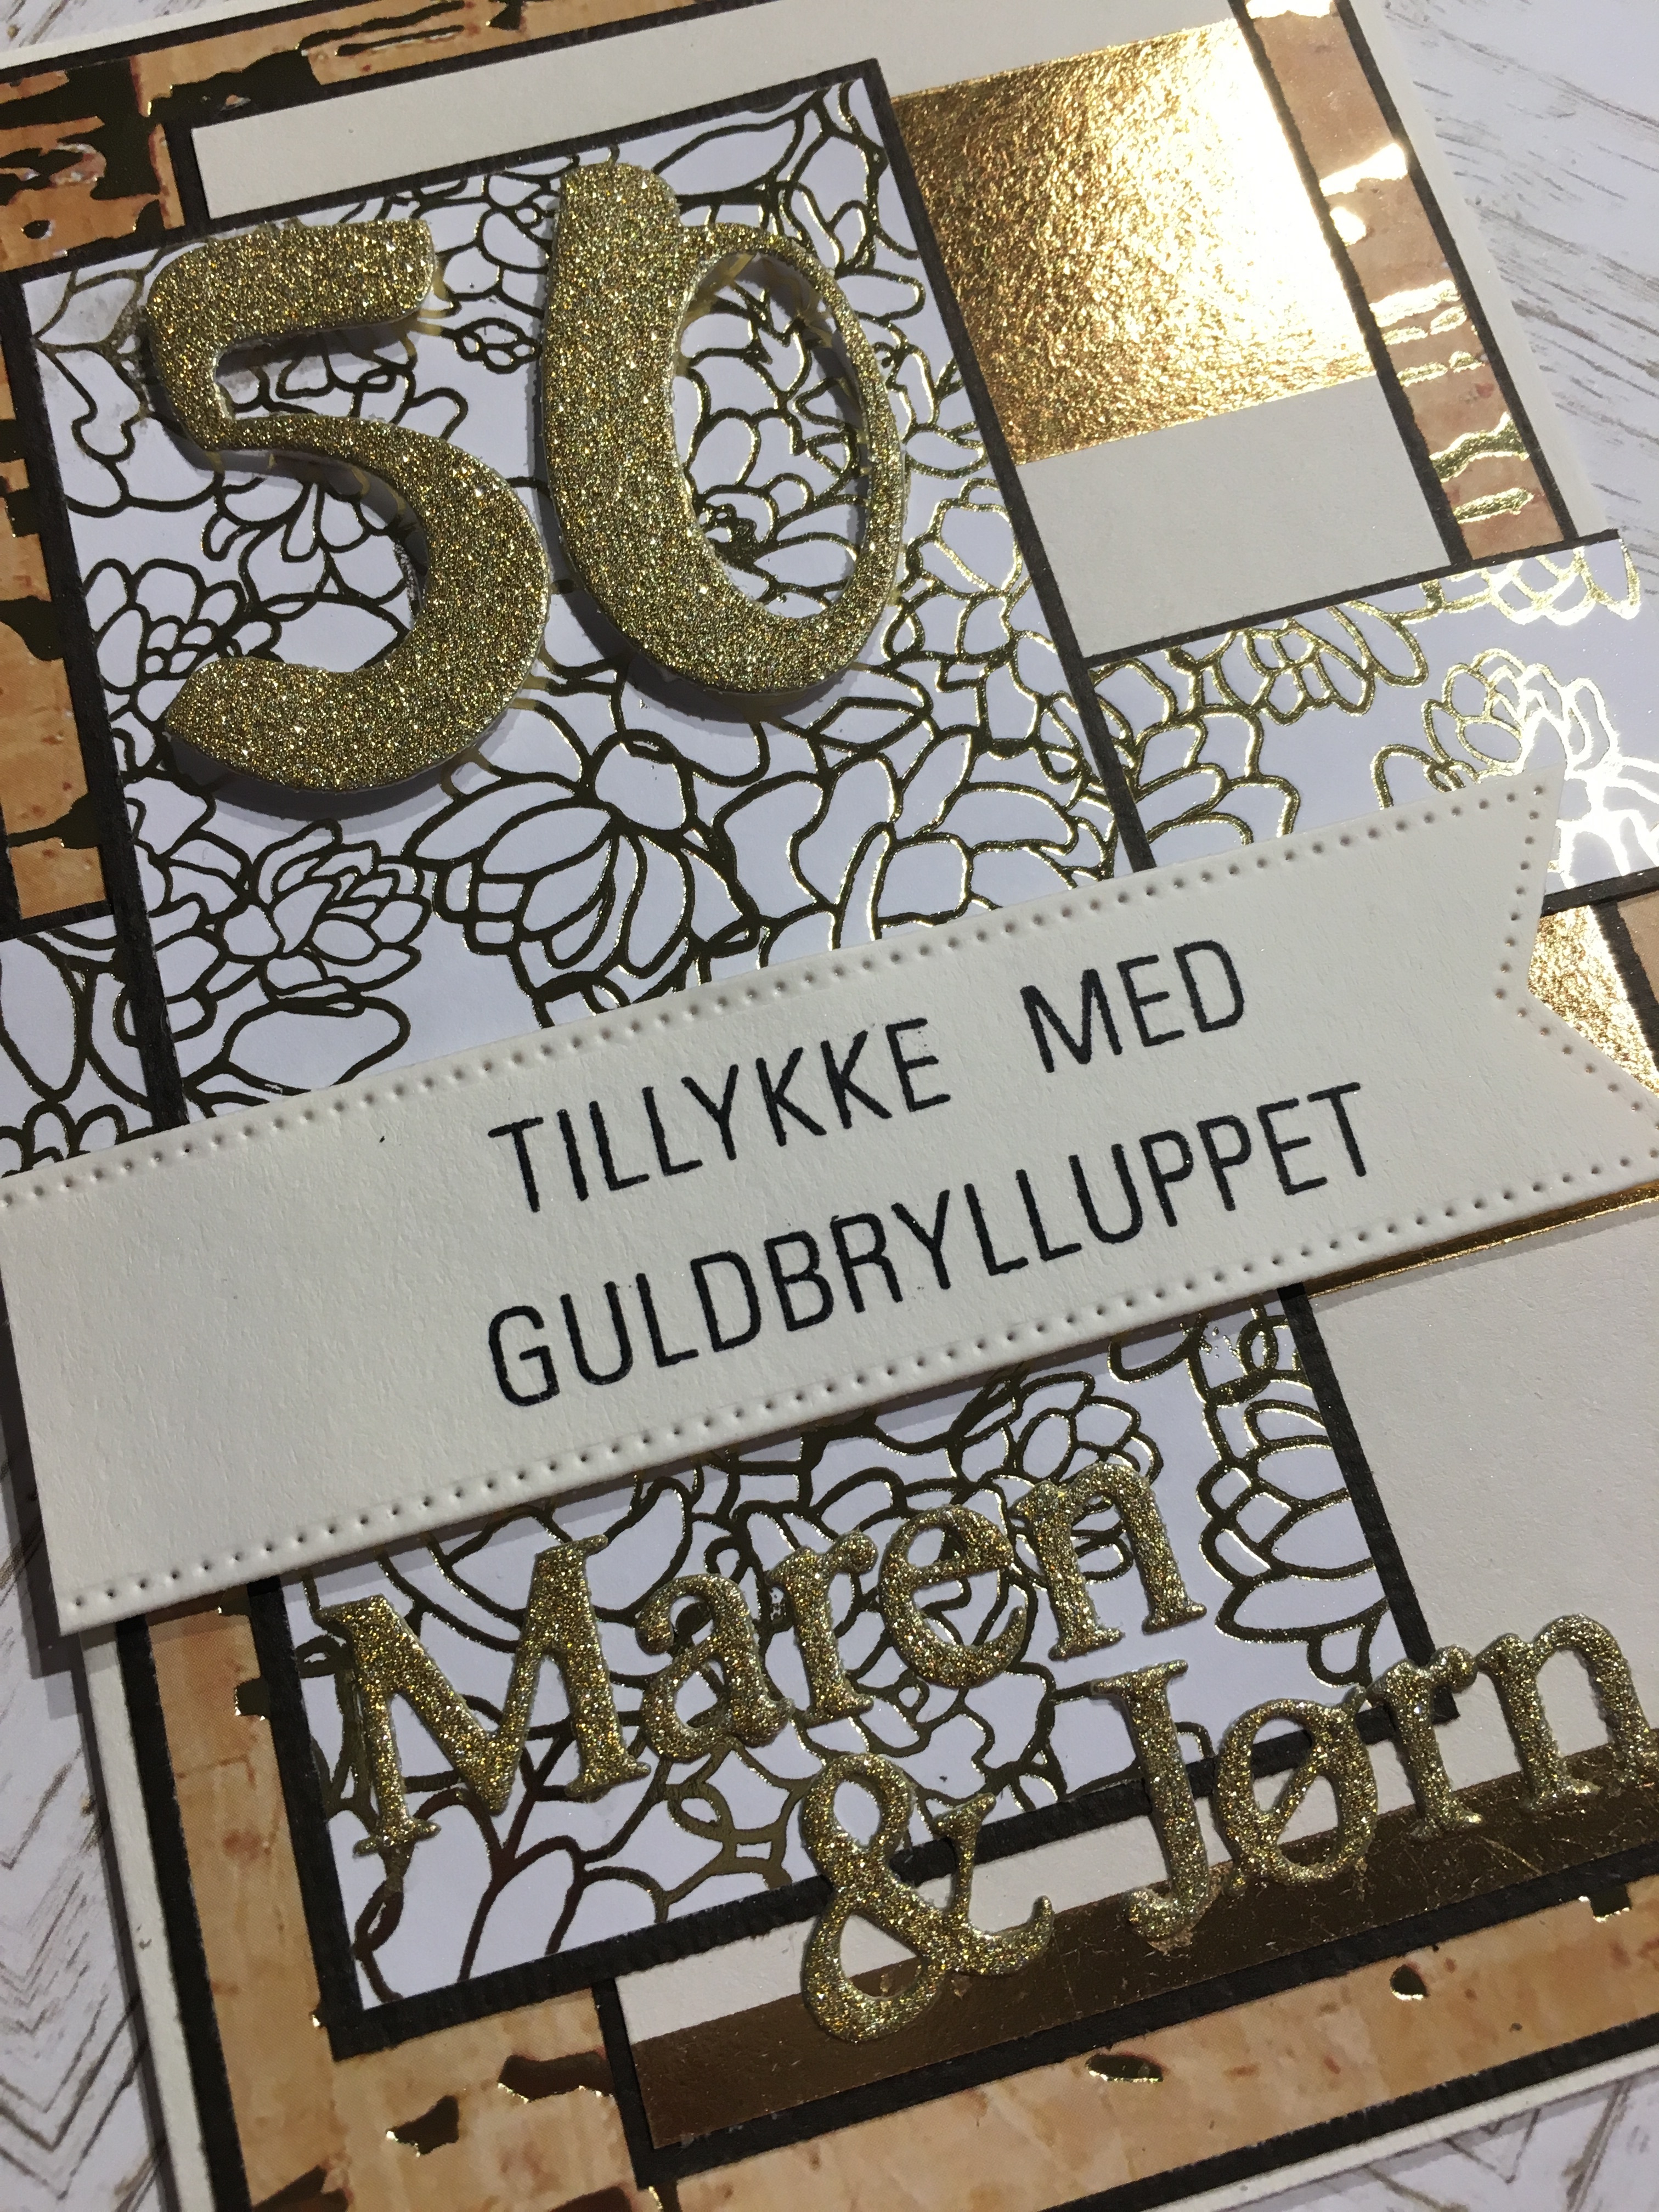 50
TILLYKKE MED
GULDBRYLLUPPET
Maren
& Jørn